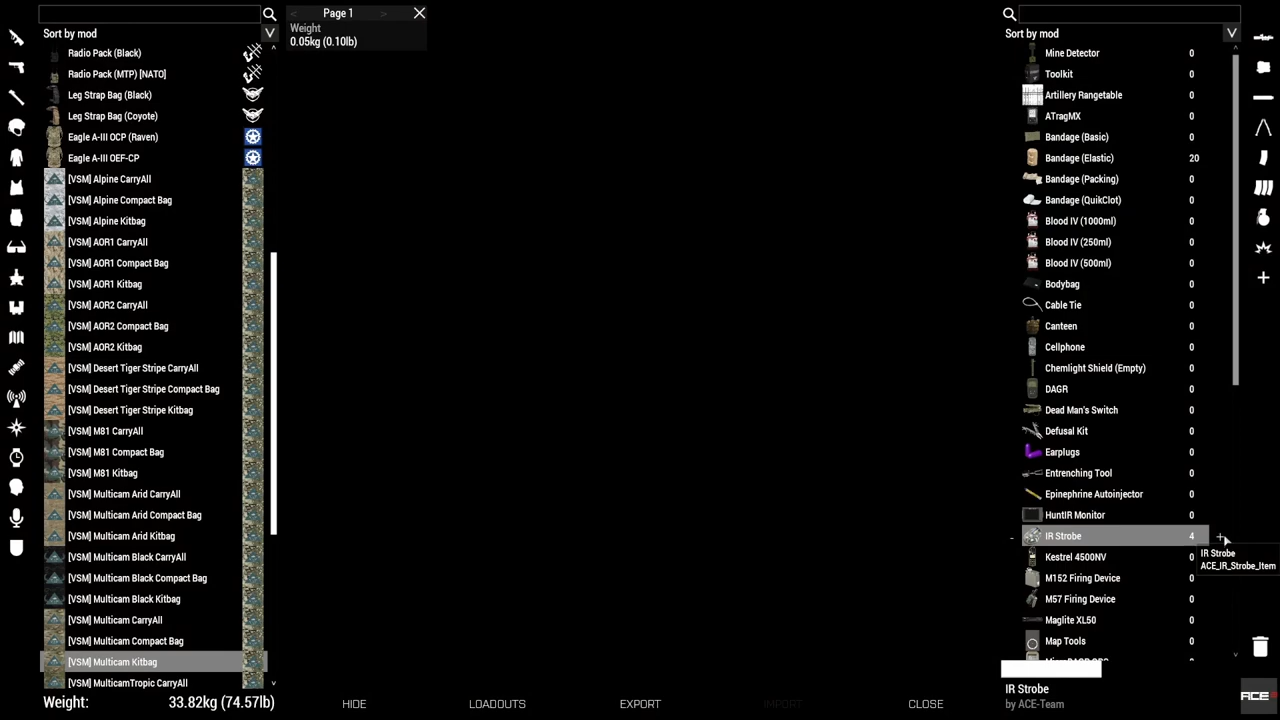 Sort by mod
Radio Pack (Black)
Radio Pack (MTP) [NATO]
Leg Strap Bag (Black)
Leg Strap Bag (Coyote)
Eagle A-III OCP (Raven)
Eagle A-III OEF-CP
[VSM] Alpine CarryAll
[VSM] Alpine Compact Bag
[VSM] Alpine Kitbag
[VSM] AOR1 CarryAll
[VSM] AOR1 Compact Bag
[VSM] AOR1 Kitbag
[VSM] AOR2 CarryAll
[VSM] AOR2 Compact Bag
[VSM] AOR2 Kitbag
[VSM] Desert Tiger Stripe CarryAll
[VSM] Desert Tiger Stripe Compact Bag
[VSM] Desert Tiger Stripe Kitbag
[VSM] M81 CarryAll
[VSM] M81 Compact Bag
[VSM] M81 Kitbag
[VSM] Multicam Arid CarryAll
[VSM] Multicam Arid Compact Bag
[VSM] Multicam Arid Kitbag
[VSM] Multicam Black CarryAll
[VSM] Multicam Black Compact Bag
[VSM] Multicam Black Kitbag
[VSM] Multicam CarryAll
[VSM] Multicam Compact Bag
[VSM] Multicam Kitbag
[VSM] MulticamTropic CarryAll
Weight: 33.82kg (74.57lb)
< Page 1 >
Weight
0.05kg (0.10lb)
HIDE LOADOUTS EXPORT IMPORT CLOSE
Sort by mod
Mine Detector 0
Toolkit 0
Artillery Rangetable 0
ATragMX 0
Bandage (Basic) 0
Bandage (Elastic) 20
Bandage (Packing) 0
Bandage (QuikClot) 0
Blood IV (1000ml) 0
Blood IV (250ml) 0
Blood IV (500ml) 0
Bodybag 0
Cable Tie 0
Canteen 0
Cellphone 0
Chemlight Shield (Empty) 0
DAGR 0
Dead Man's Switch 0
Defusal Kit 0
Earplugs 0
Entrenching Tool 0
Epinephrine Autoinjector 0
HuntIR Monitor 0
- IR Strobe 4 +
IR Strobe
ACE_IR_Strobe_Item
Kestrel 4500NV 0
M152 Firing Device 0
M57 Firing Device 0
Maglite XL50 0
Map Tools 0
IR Strobe
by ACE-Team
ACE